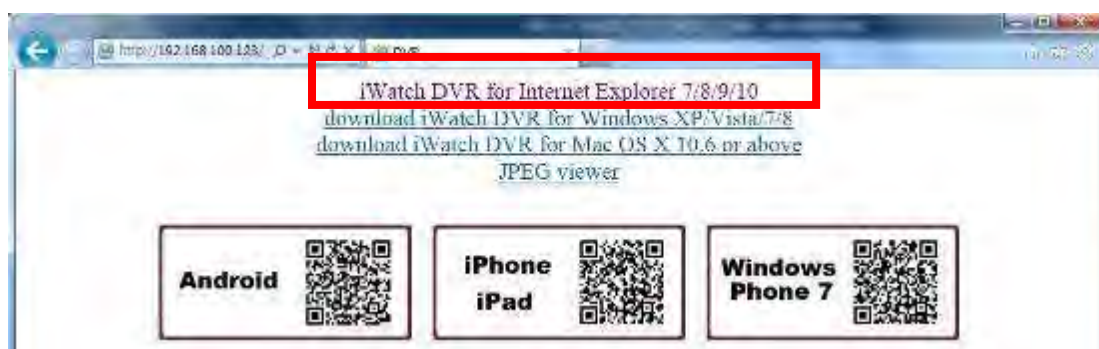 http://192.168.100.123/
DVR
iWatch DVR for Internet Explorer 7/8/9/10
download iWatch DVR for Windows XP/Vista/7/8
download iWatch DVR for Mac OS X 10.6 or above
JPEG viewer
Android
iPhone
iPad
Windows
Phone 7